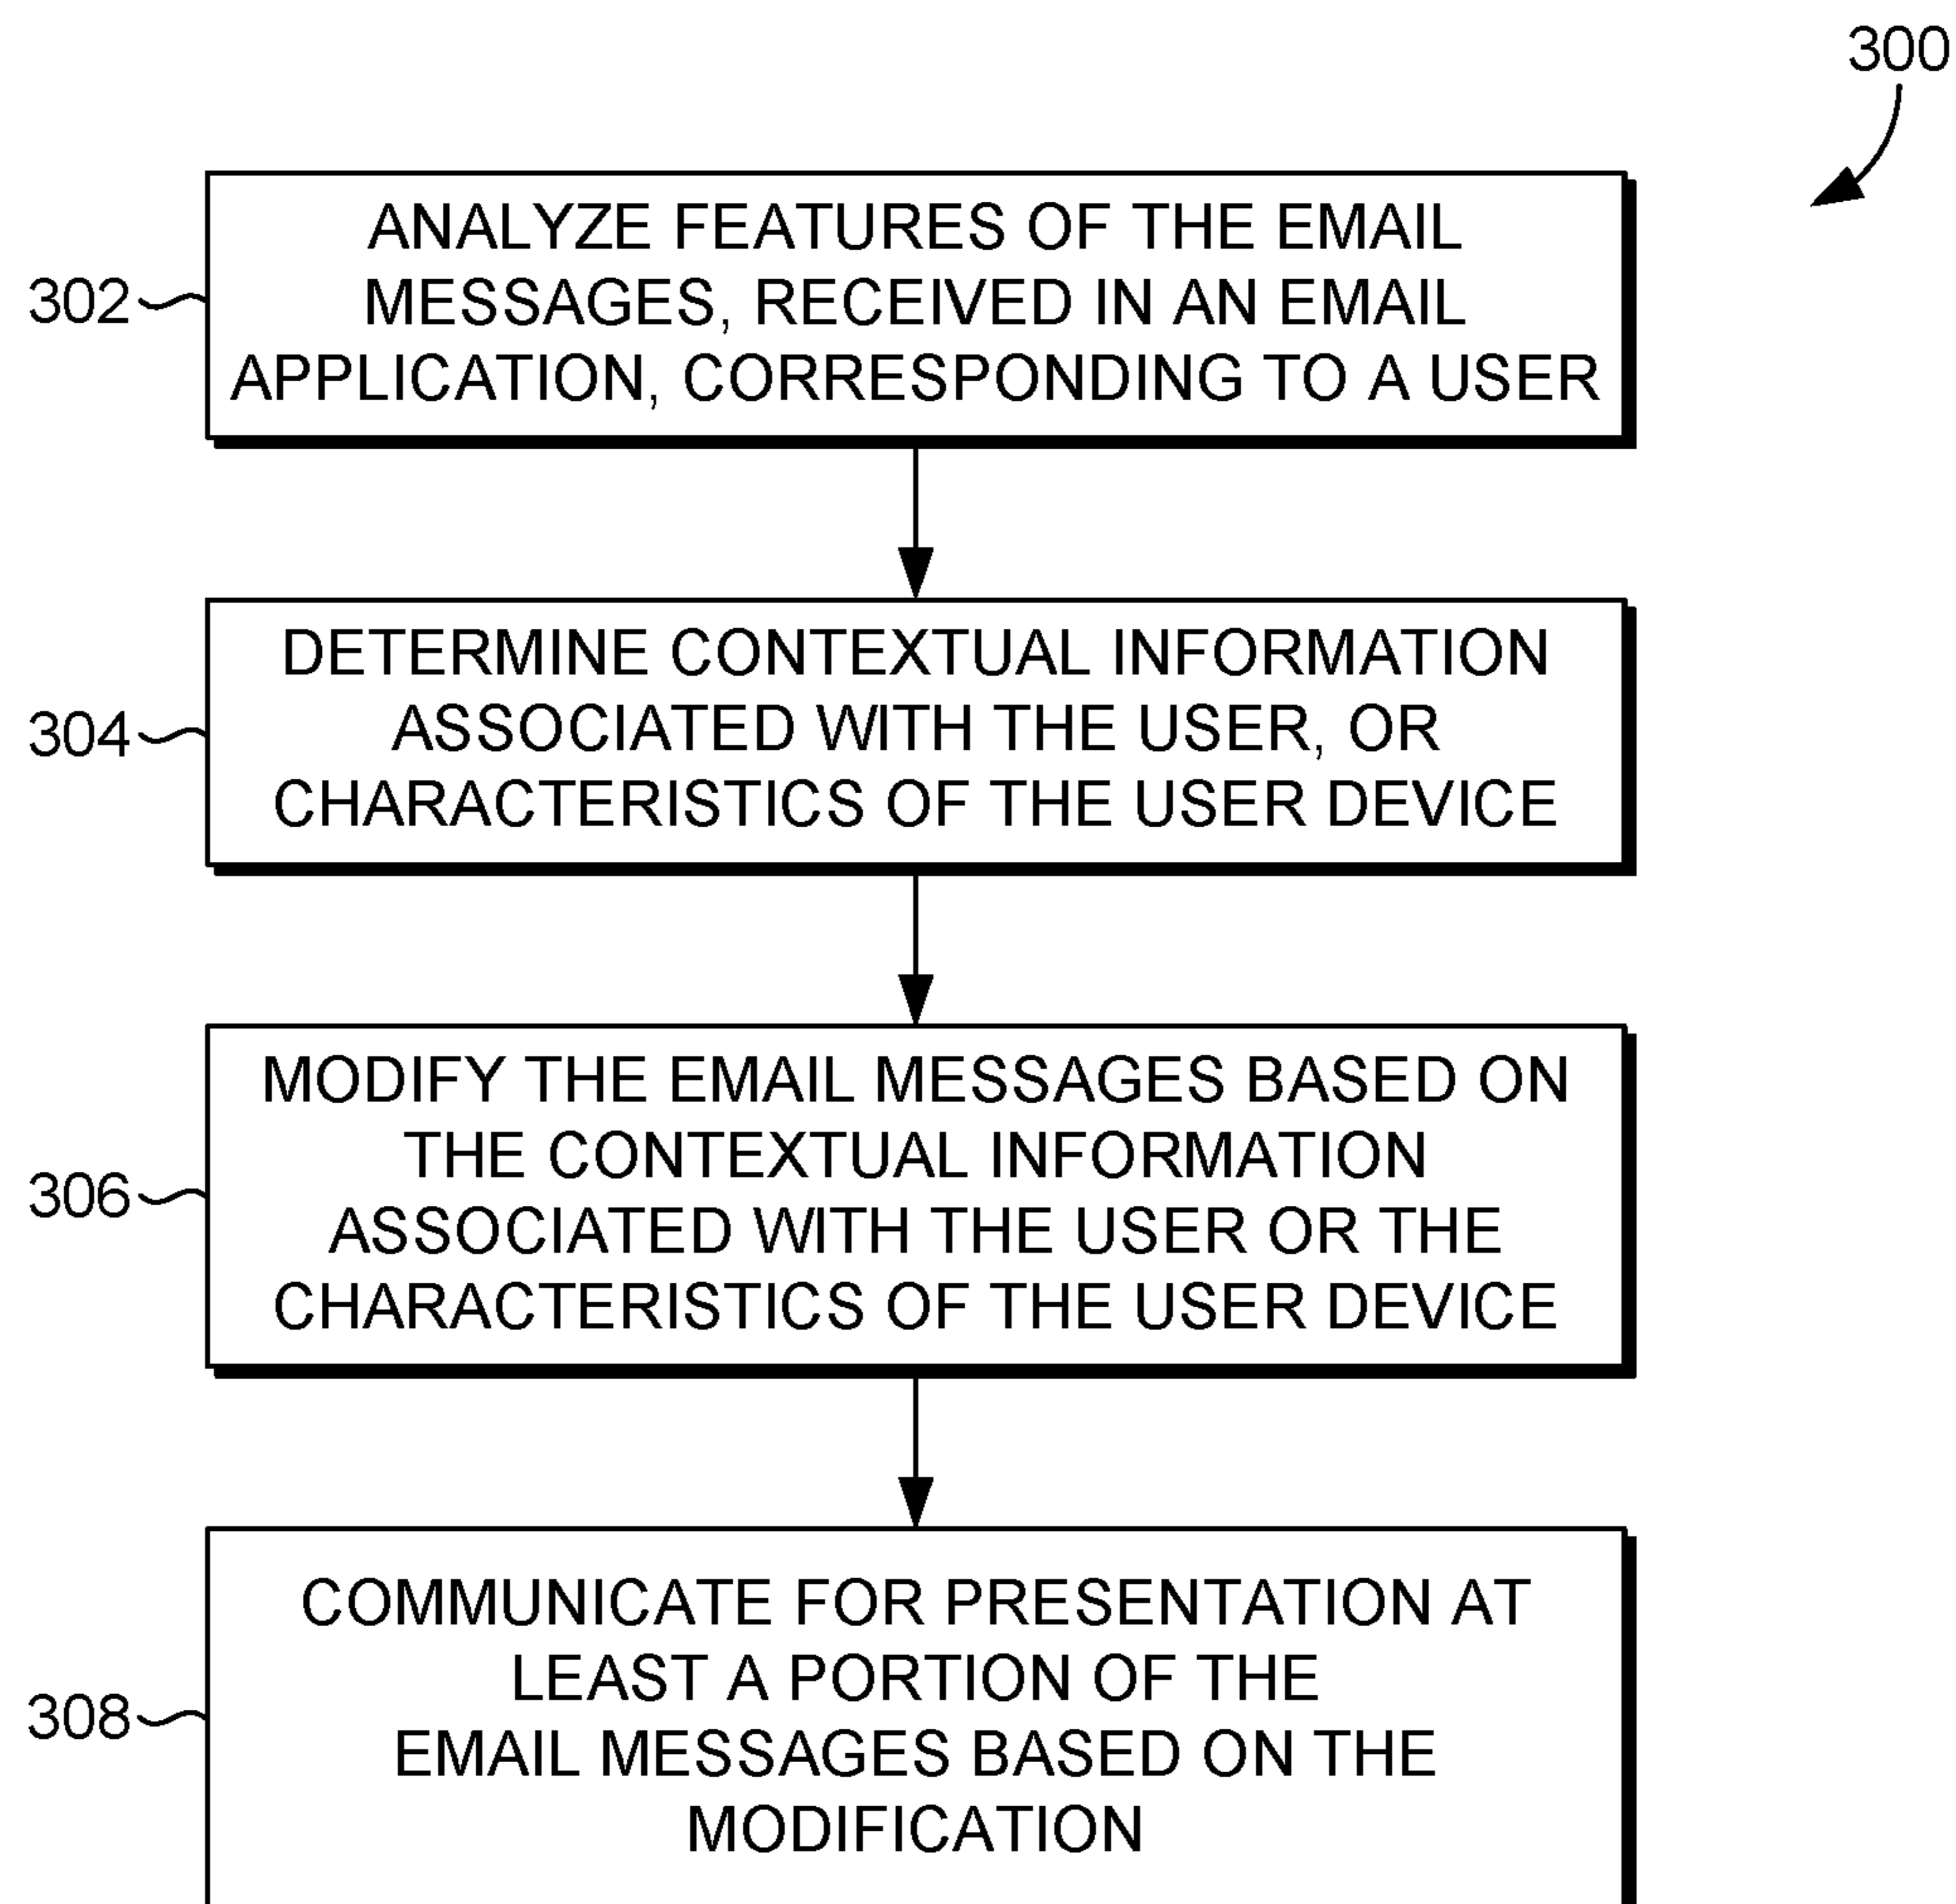 300
302
ANALYZE FEATURES OF THE EMAIL
MESSAGES, RECEIVED IN AN EMAIL
APPLICATION, CORRESPONDING TO A USER
304
DETERMINE CONTEXTUAL INFORMATION
ASSOCIATED WITH THE USER, OR
CHARACTERISTICS OF THE USER DEVICE
306
MODIFY THE EMAIL MESSAGES BASED ON
THE CONTEXTUAL INFORMATION
ASSOCIATED WITH THE USER OR THE
CHARACTERISTICS OF THE USER DEVICE
308
COMMUNICATE FOR PRESENTATION AT
LEAST A PORTION OF THE
EMAIL MESSAGES BASED ON THE
MODIFICATION